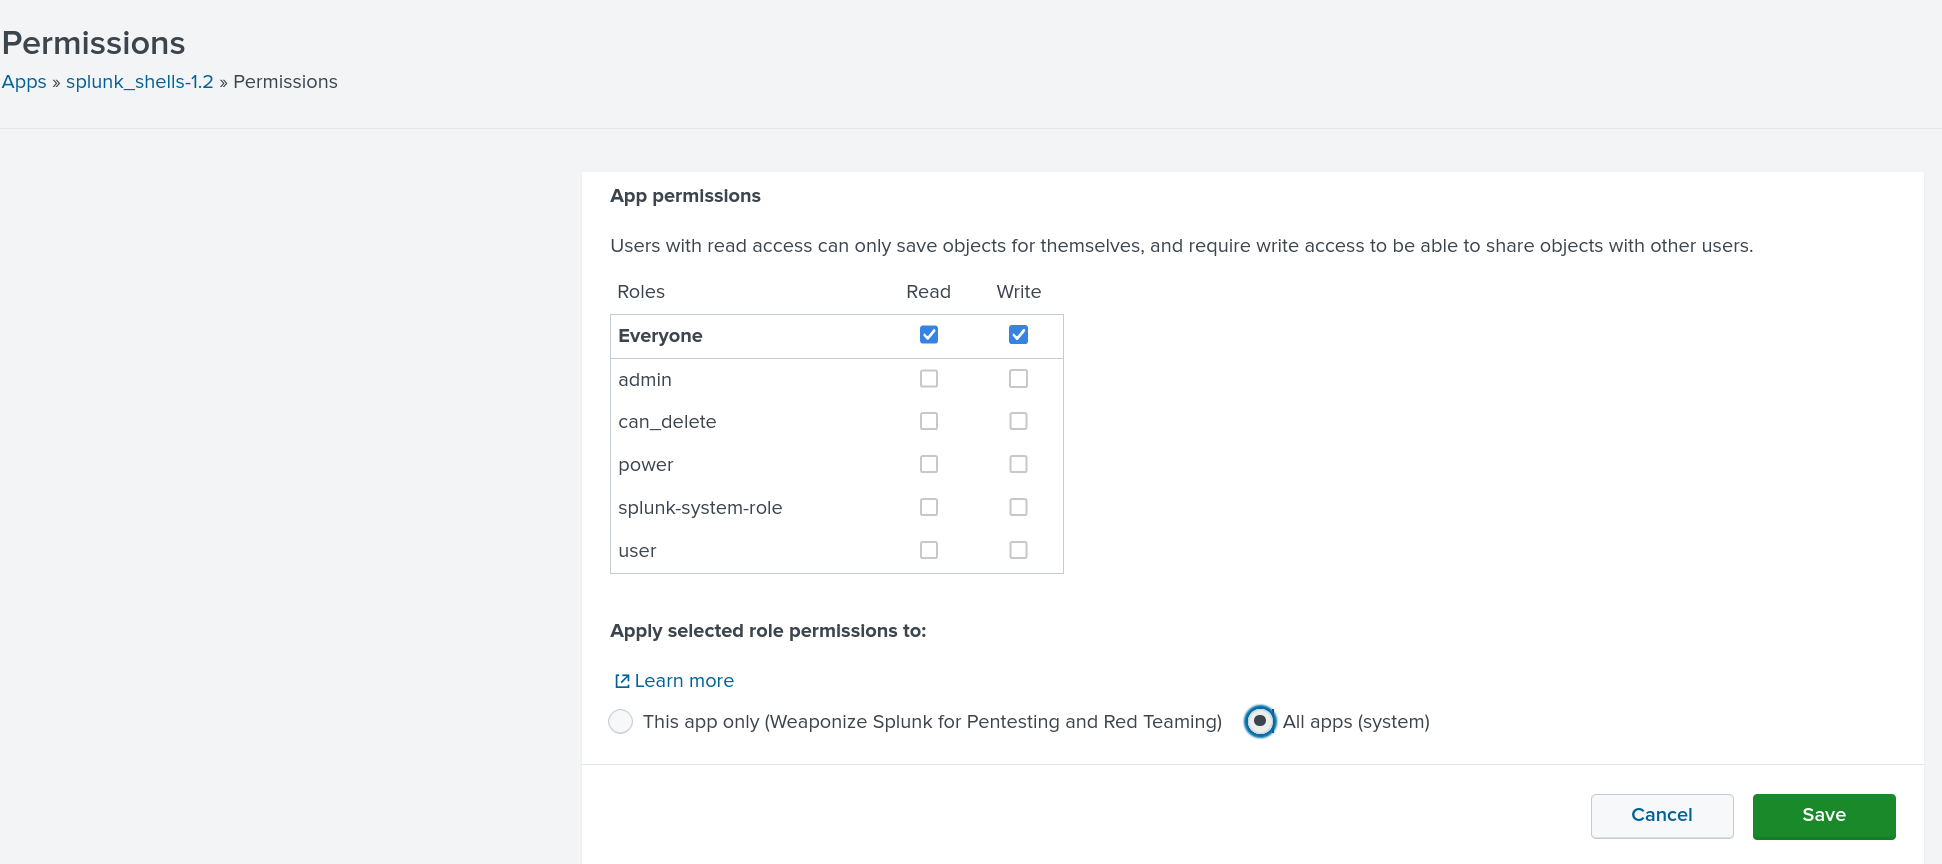 Permissions
Apps » splunk_shells-1.2 » Permissions
App permissions
Users with read access can only save objects for themselves, and require write access to be able to share objects with other users.
Roles Read Write
Everyone
admin
can_delete
power
splunk-system-role
user
Apply selected role permissions to:
Learn more
This app only (Weaponize Splunk for Pentesting and Red Teaming) All apps (system)
Cancel Save